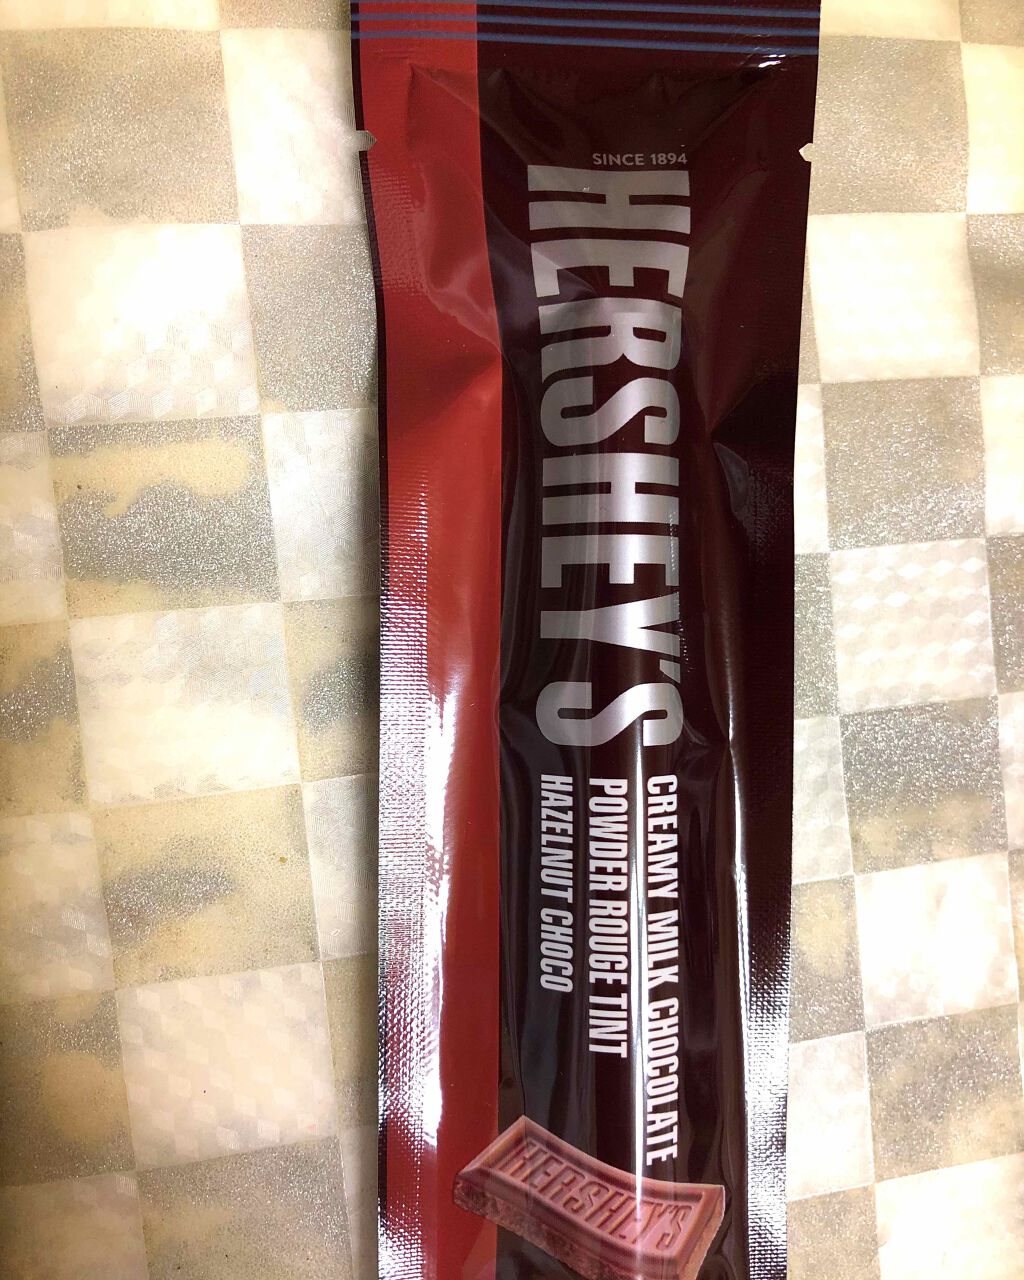 SINCE 1894
HERSHEY'S
CREAMY MILK CHOCOLATE
POWDER ROUGE TINT
HAZELNUT CHOCO
HERSHEY'S